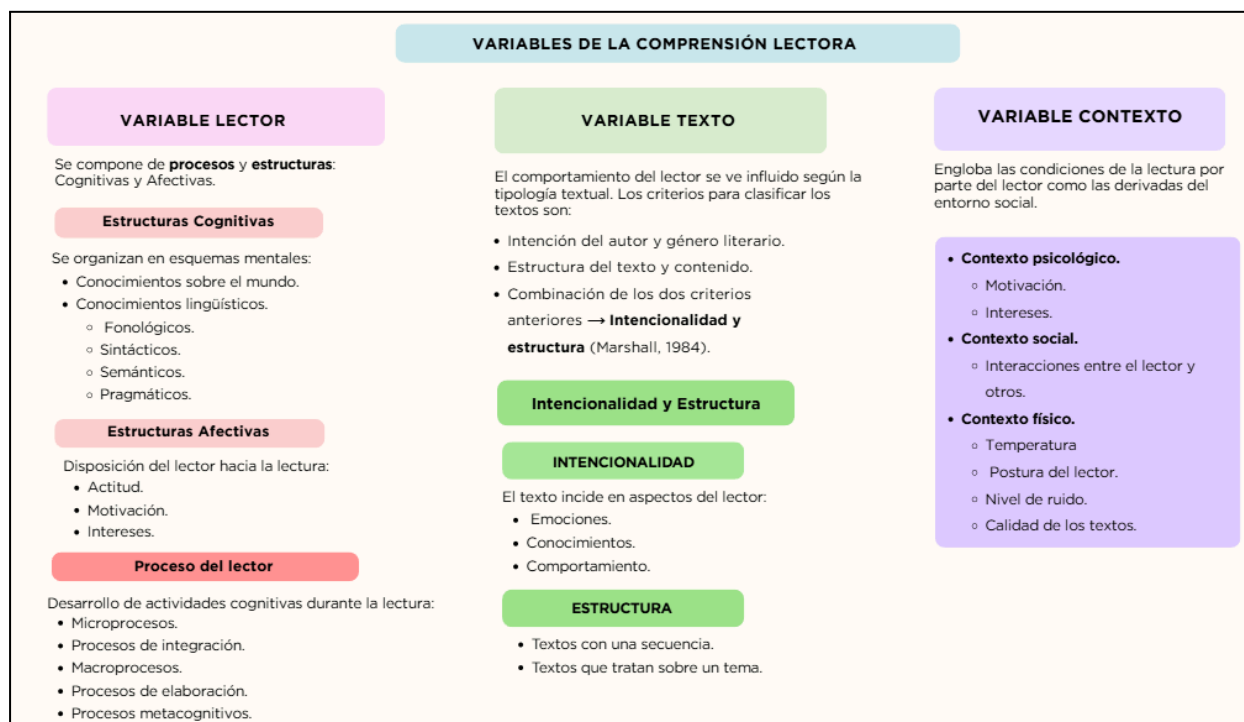 VARIABLES DE LA COMPRENSIÓN LECTORA
VARIABLE LECTOR
Se compone de procesos y estructuras:
Cognitivas y Afectivas.
Estructuras Cognitivas
Se organizan en esquemas mentales:
• Conocimientos sobre el mundo.
• Conocimientos lingüísticos.
◦ Fonológicos.
◦ Sintácticos.
◦ Semánticos.
◦ Pragmáticos.
Estructuras Afectivas
Disposición del lector hacia la lectura:
• Actitud.
• Motivación.
• Intereses.
Proceso del lector
Desarrollo de actividades cognitivas durante la lectura:
• Microprocesos.
• Procesos de integración.
• Macroprocesos.
• Procesos de elaboración.
• Procesos metacognitivos.
VARIABLE TEXTO
El comportamiento del lector se ve influido según la
tipología textual. Los criterios para clasificar los
textos son:
• Intención del autor y género literario.
• Estructura del texto y contenido.
• Combinación de los dos criterios
anteriores → Intencionalidad y
estructura (Marshall, 1984).
Intencionalidad y Estructura
INTENCIONALIDAD
El texto incide en aspectos del lector:
• Emociones.
• Conocimientos.
• Comportamiento.
ESTRUCTURA
• Textos con una secuencia.
• Textos que tratan sobre un tema.
VARIABLE CONTEXTO
Engloba las condiciones de la lectura por
parte del lector como las derivadas del
entorno social.
• Contexto psicológico.
◦ Motivación.
◦ Intereses.
• Contexto social.
◦ Interacciones entre el lector y
otros.
• Contexto físico.
◦ Temperatura
◦ Postura del lector.
◦ Nivel de ruido.
◦ Calidad de los textos.